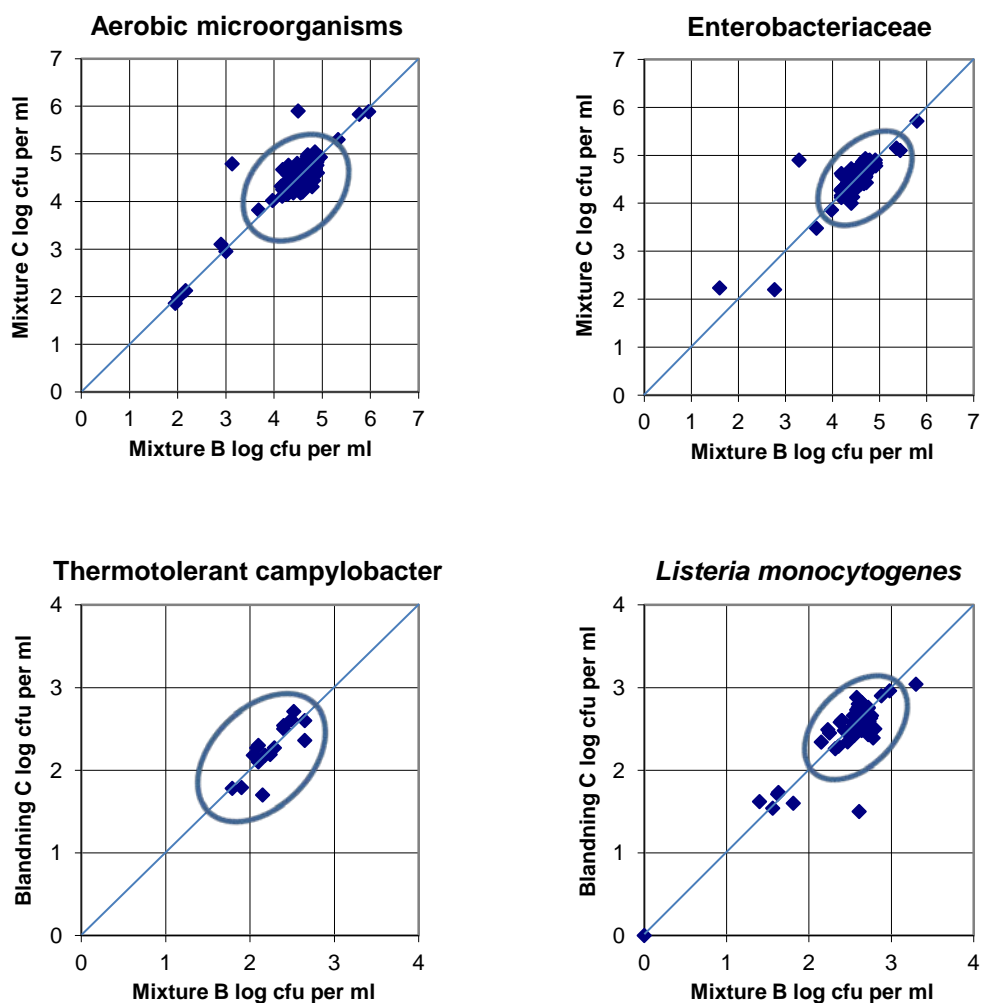 Aerobic microorganisms
7
6
5
4
3
2
1
0
0 1 2 3 4 5 6 7
Mixture C log cfu per ml
Mixture B log cfu per ml
Enterobacteriaceae
7
6
5
4
3
2
1
0
0 1 2 3 4 5 6 7
Mixture C log cfu per ml
Mixture B log cfu per ml
Thermotolerant campylobacter
4
3
2
1
0
0 1 2 3 4
Blandning C log cfu per ml
Mixture B log cfu per ml
Listeria monocytogenes
4
3
2
1
0
0 1 2 3 4
Blandning C log cfu per ml
Mixture B log cfu per ml